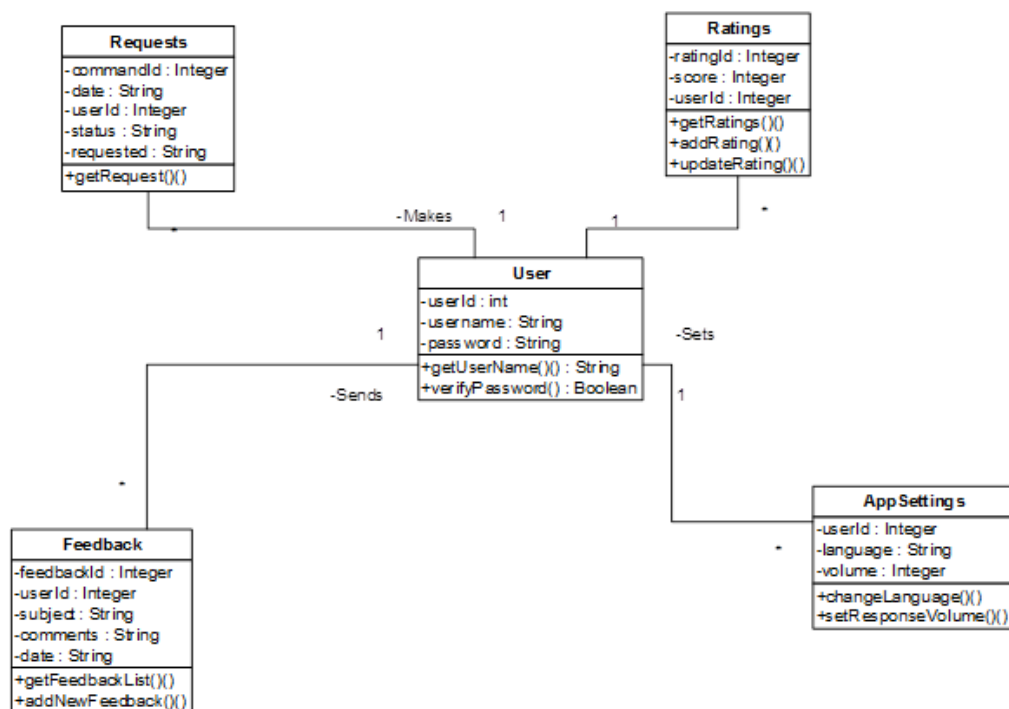 Requests
-commandId : Integer
-date : String
-userId : Integer
-status : String
-requested : String
+getRequest()()
Ratings
-ratingId : Integer
-score : Integer
-userId : Integer
+getRatings()()
+addRating()()
+updateRating()()
-Makes
1
1
*
*
User
-userId : int
-username : String
-password : String
+getUserName()() : String
+verifyPassword() : Boolean
1
-Sends
*
-Sets
1
*
Feedback
-feedbackId : Integer
-userId : Integer
-subject : String
-comments : String
-date : String
+getFeedbackList()()
+addNewFeedback()()
AppSettings
-userId : Integer
-language : String
-volume : Integer
+changeLanguage()()
+setResponseVolume()()